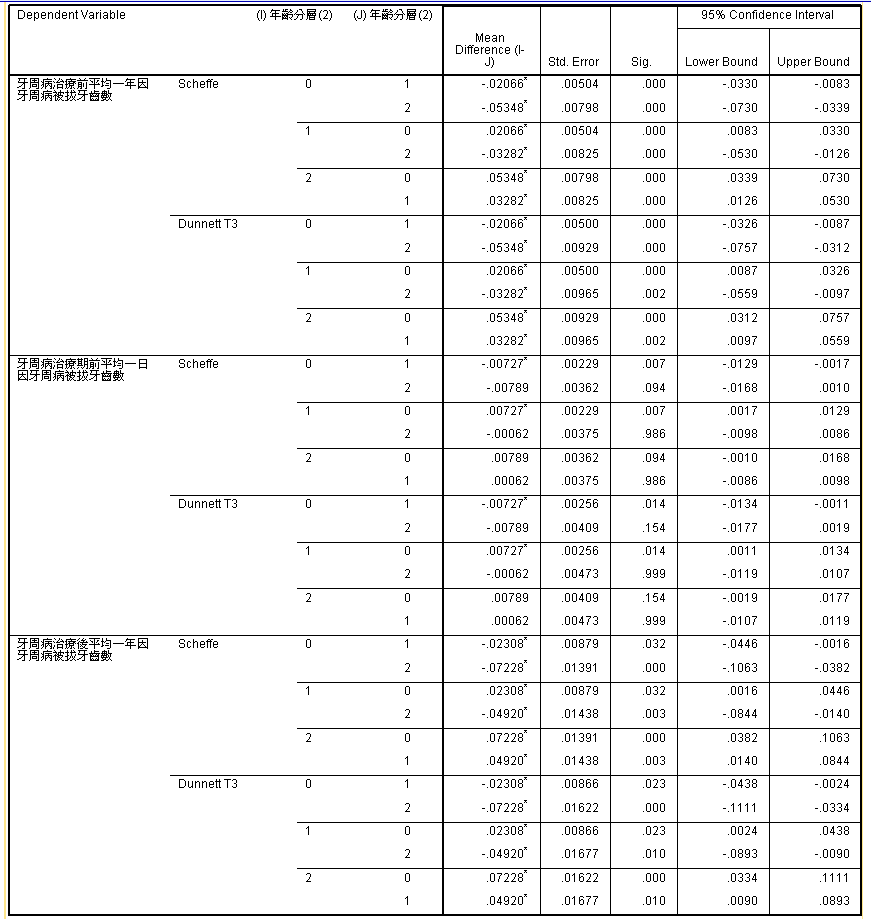 Dependent Variable (I) 年齡分層(2) (J) 年齡分層(2) 95% Confidence Interval
Mean
Difference (I-
J) Std. Error Sig. Lower Bound Upper Bound
牙周病治療前平均一年因
牙周病被拔牙齒數 Scheffe 0 1 -.02066* .00504 .000 -.0330 -.0083
2 -.05348* .00798 .000 -.0730 -.0339
1 0 .02066* .00504 .000 .0083 .0330
2 -.03282* .00825 .000 -.0530 -.0126
2 0 .05348* .00798 .000 .0339 .0730
1 .03282* .00825 .000 .0126 .0530
Dunnett T3 0 1 -.02066* .00500 .000 -.0326 -.0087
2 -.05348* .00929 .000 -.0757 -.0312
1 0 .02066* .00500 .000 .0087 .0326
2 -.03282* .00965 .002 -.0559 -.0097
2 0 .05348* .00929 .000 .0312 .0757
1 .03282* .00965 .002 .0097 .0559
牙周病治療期前平均一日
因牙周病被拔牙齒數 Scheffe 0 1 -.00727* .00229 .007 -.0129 -.0017
2 -.00789 .00362 .094 -.0168 .0010
1 0 .00727* .00229 .007 .0017 .0129
2 -.00062 .00375 .986 -.0098 .0086
2 0 .00789 .00362 .094 -.0010 .0168
1 .00062 .00375 .986 -.0086 .0098
Dunnett T3 0 1 -.00727* .00256 .014 -.0134 -.0011
2 -.00789 .00409 .154 -.0177 .0019
1 0 .00727* .00256 .014 .0011 .0134
2 -.00062 .00473 .999 -.0119 .0107
2 0 .00789 .00409 .154 -.0019 .0177
1 .00062 .00473 .999 -.0107 .0119
牙周病治療後平均一年因
牙周病被拔牙齒數 Scheffe 0 1 -.02308* .00879 .032 -.0446 -.0016
2 -.07228* .01391 .000 -.1063 -.0382
1 0 .02308* .00879 .032 .0016 .0446
2 -.04920* .01438 .003 -.0844 -.0140
2 0 .07228* .01391 .000 .0382 .1063
1 .04920* .01438 .003 .0140 .0844
Dunnett T3 0 1 -.02308* .00866 .023 -.0438 -.0024
2 -.07228* .01622 .000 -.1111 -.0334
1 0 .02308* .00866 .023 .0024 .0438
2 -.04920* .01677 .010 -.0893 -.0090
2 0 .07228* .01622 .000 .0334 .1111
1 .04920* .01677 .010 .0090 .0893